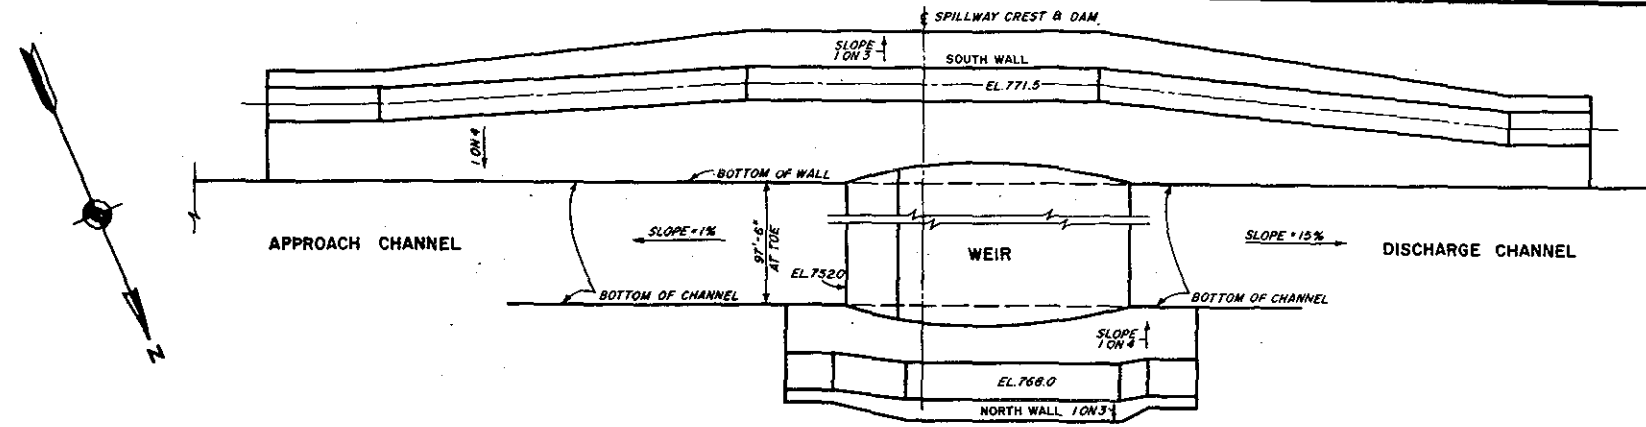 ℄ SPILLWAY CREST & DAM
SLOPE
1 ON 3
SOUTH WALL
EL. 771.5
1 ON 4
BOTTOM OF WALL
APPROACH CHANNEL
SLOPE = 1%
97'-6"
AT TOE
WEIR
SLOPE = 15%
DISCHARGE CHANNEL
EL. 752.0
BOTTOM OF CHANNEL
BOTTOM OF CHANNEL
SLOPE
1 ON 4
N
EL. 768.0
NORTH WALL 1 ON 3